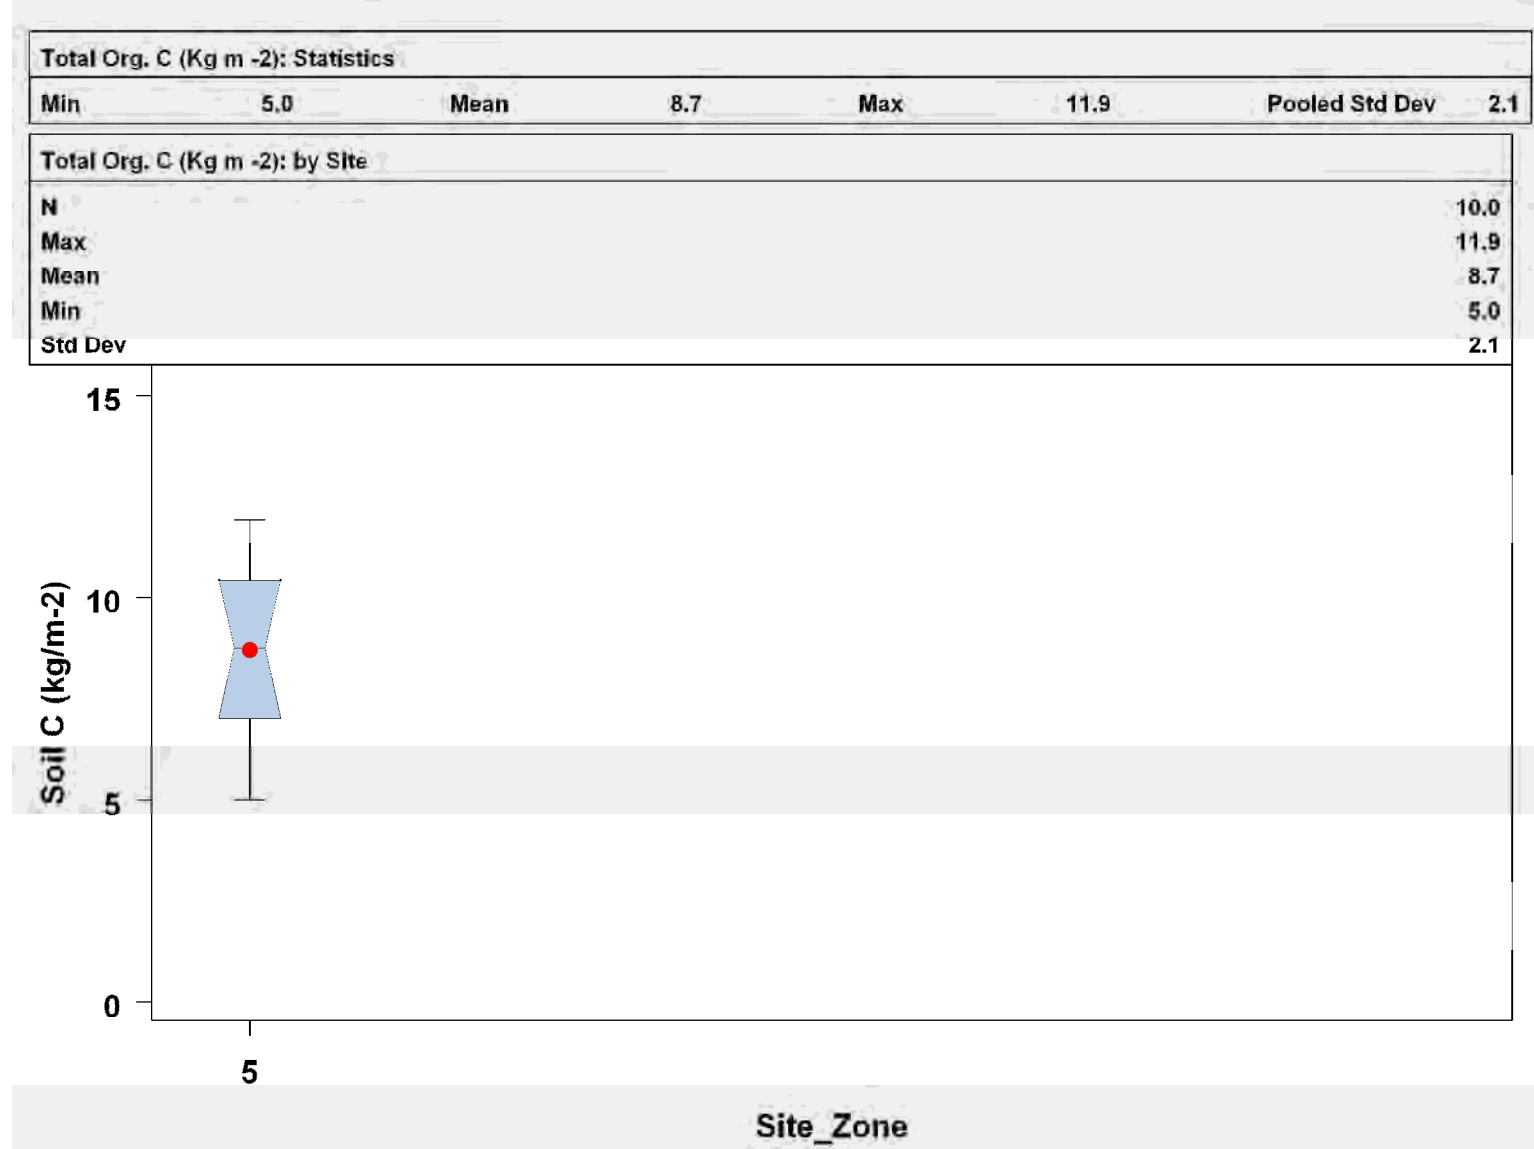 Total Org. C (Kg m -2): Statistics
Min 5.0 Mean 8.7 Max 11.9 Pooled Std Dev 2.1
Total Org. C (Kg m -2): by Site
N 10.0
Max 11.9
Mean 8.7
Min 5.0
Std Dev 2.1
15
10
5
0
Soil C (kg/m-2)
5
Site_Zone